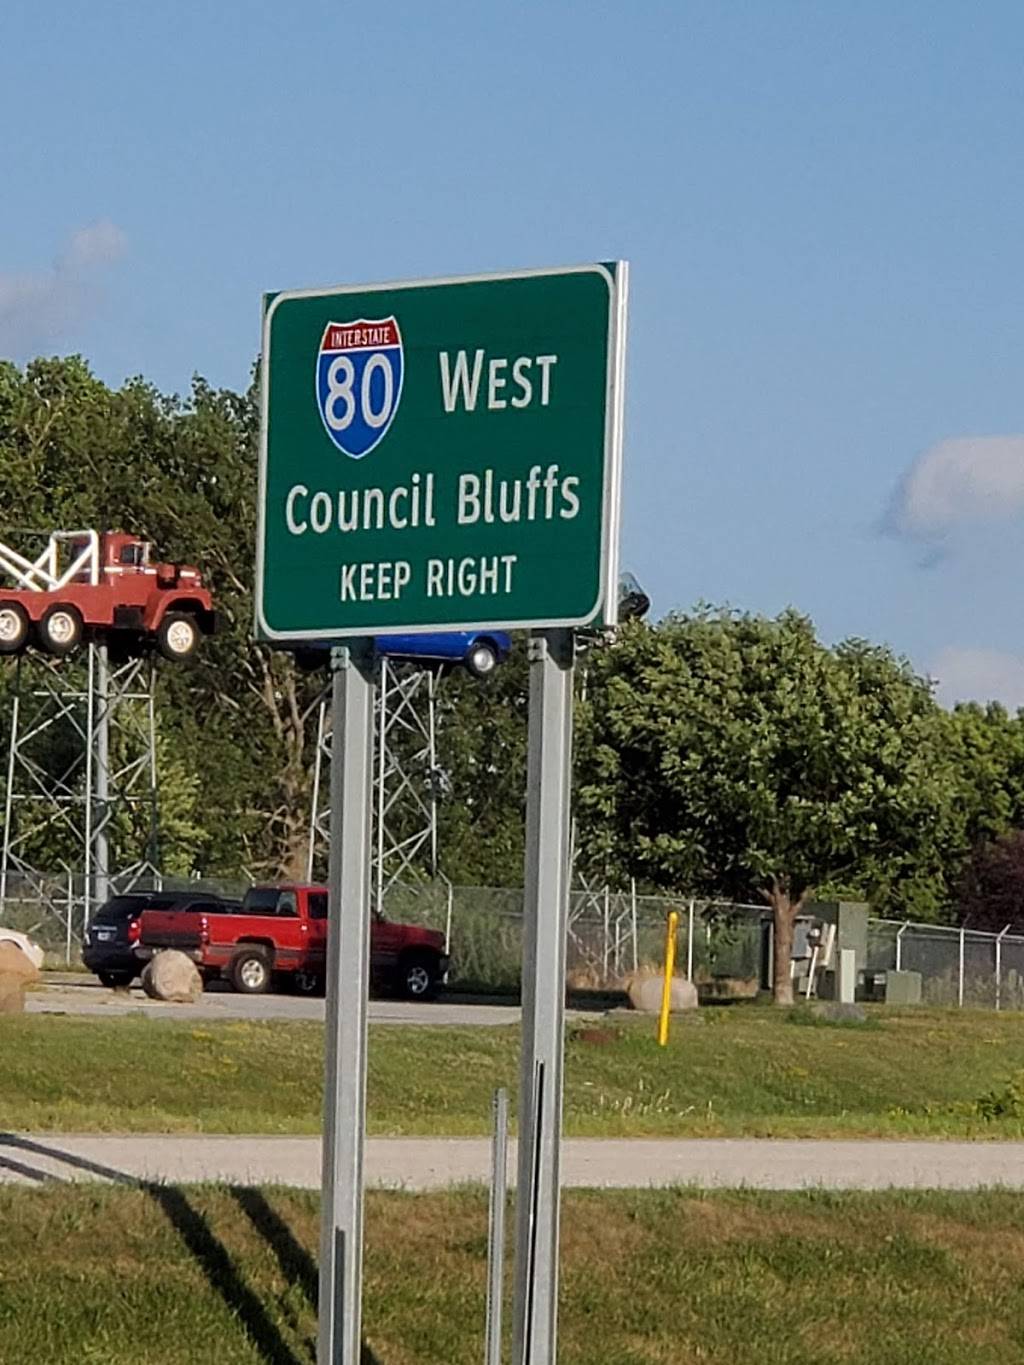 INTERSTATE
80 WEST
Council Bluffs
KEEP RIGHT